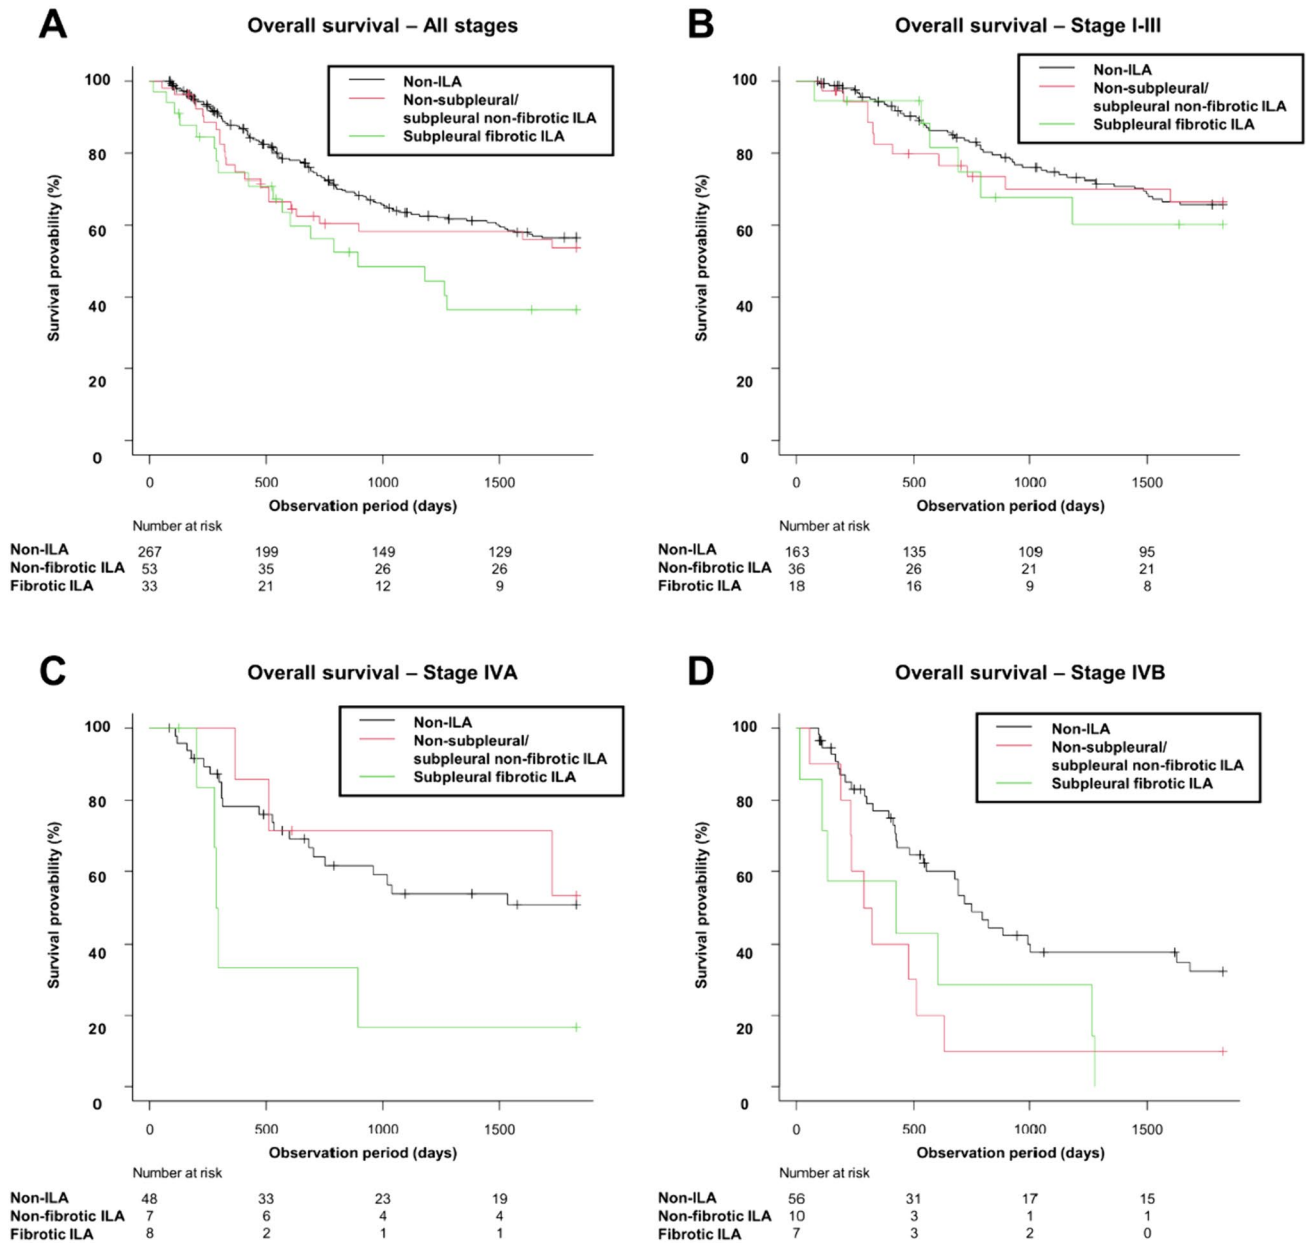 A
Overall survival – All stages
100
80
60
40
20
0
Survival provability (%)
Non-ILA
Non-subpleural/
subpleural non-fibrotic ILA
Subpleural fibrotic ILA
0 500 1000 1500
Observation period (days)
Number at risk
Non-ILA 267 199 149 129
Non-fibrotic ILA 53 35 26 26
Fibrotic ILA 33 21 12 9
B
Overall survival – Stage I-III
100
80
60
40
20
0
Survival provability (%)
Non-ILA
Non-subpleural/
subpleural non-fibrotic ILA
Subpleural fibrotic ILA
0 500 1000 1500
Observation period (days)
Number at risk
Non-ILA 163 135 109 95
Non-fibrotic ILA 36 26 21 21
Fibrotic ILA 18 16 9 8
C
Overall survival – Stage IVA
100
80
60
40
20
0
Survival provability (%)
Non-ILA
Non-subpleural/
subpleural non-fibrotic ILA
Subpleural fibrotic ILA
0 500 1000 1500
Observation period (days)
Number at risk
Non-ILA 48 33 23 19
Non-fibrotic ILA 7 6 4 4
Fibrotic ILA 8 2 1 1
D
Overall survival – Stage IVB
100
80
60
40
20
0
Survival provability (%)
Non-ILA
Non-subpleural/
subpleural non-fibrotic ILA
Subpleural fibrotic ILA
0 500 1000 1500
Observation period (days)
Number at risk
Non-ILA 56 31 17 15
Non-fibrotic ILA 10 3 1 1
Fibrotic ILA 7 3 2 0